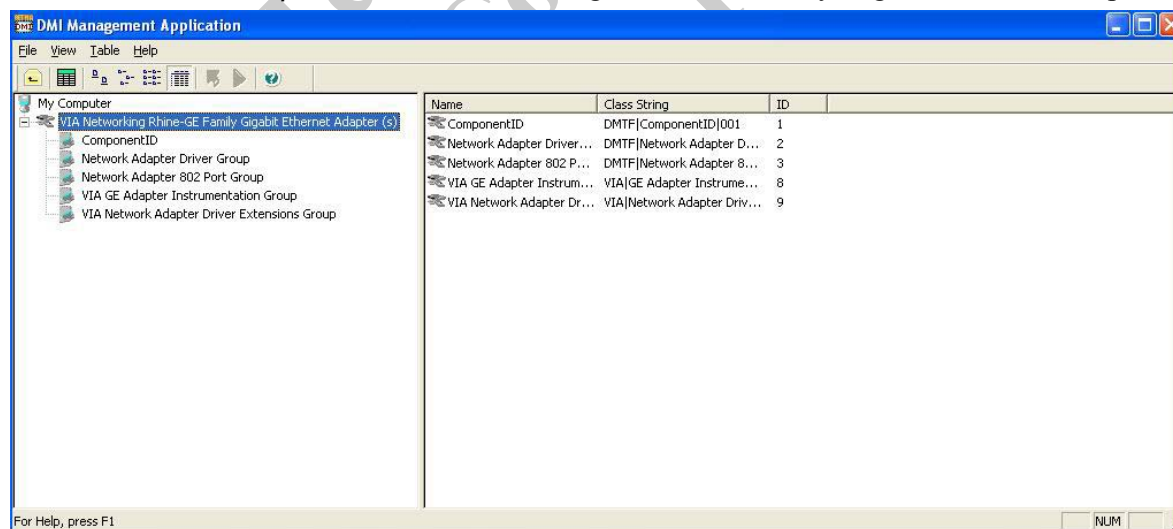 DMI Management Application
File View Table Help
My Computer
VIA Networking Rhine-GE Family Gigabit Ethernet Adapter (s)
ComponentID
Network Adapter Driver Group
Network Adapter 802 Port Group
VIA GE Adapter Instrumentation Group
VIA Network Adapter Driver Extensions Group
Name Class String ID
ComponentID DMTF|ComponentID|001 1
Network Adapter Driver... DMTF|Network Adapter D... 2
Network Adapter 802 P... DMTF|Network Adapter 8... 3
VIA GE Adapter Instrum... VIA|GE Adapter Instrume... 8
VIA Network Adapter Dr... VIA|Network Adapter Driv... 9
For Help, press F1
NUM